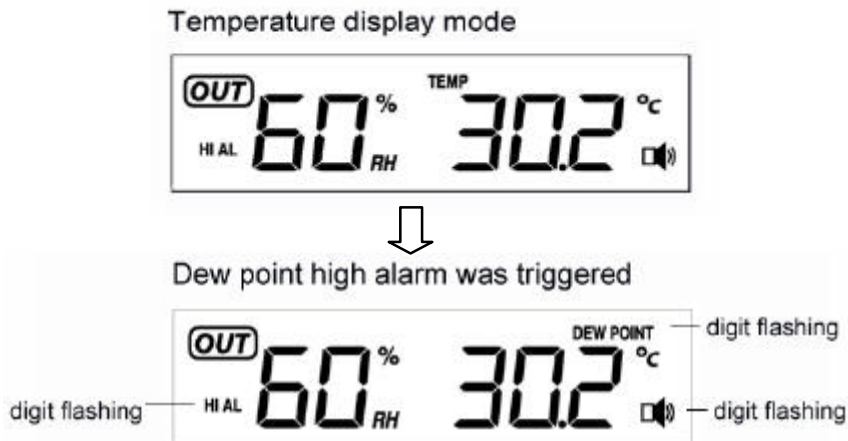 Temperature display mode
OUT 60 % TEMP 30.2 °C
HI AL RH
Dew point high alarm was triggered
OUT 60 % DEW POINT 30.2 °C digit flashing
digit flashing HI AL RH digit flashing